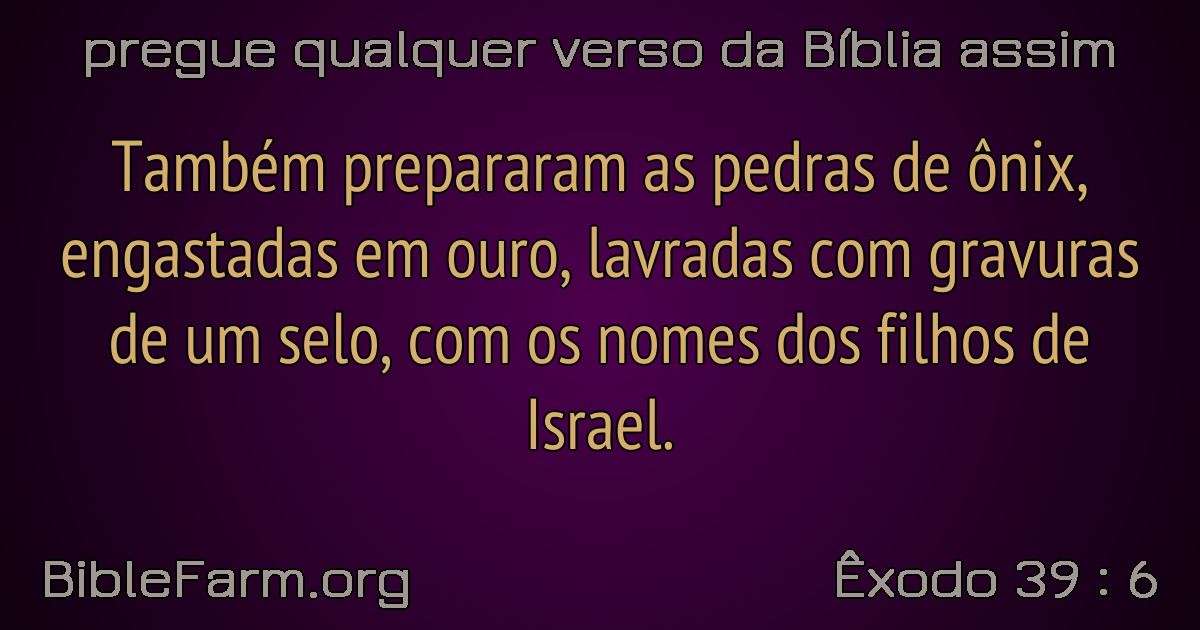 pregue qualquer verso da Bíblia assim
Também prepararam as pedras de ônix,
engastadas em ouro, lavradas com gravuras
de um selo, com os nomes dos filhos de
Israel.
BibleFarm.org
Êxodo 39 : 6